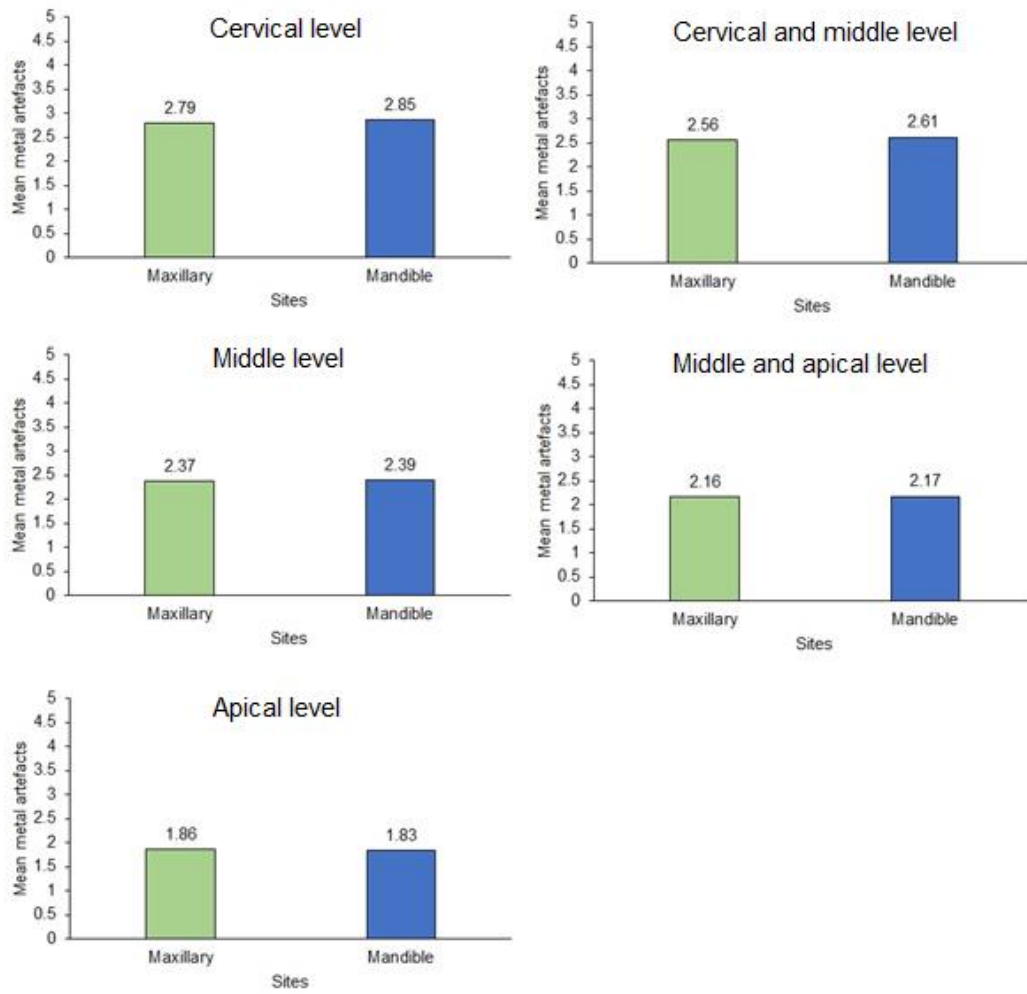 Cervical level
Mean metal artefacts
5
4.5
4
3.5
3
2.5
2
1.5
1
0.5
0
2.79
2.85
Maxillary
Mandible
Sites
Cervical and middle level
Mean metal artefacts
5
4.5
4
3.5
3
2.5
2
1.5
1
0.5
0
2.56
2.61
Maxillary
Mandible
Sites
Middle level
Mean metal artefacts
5
4.5
4
3.5
3
2.5
2
1.5
1
0.5
0
2.37
2.39
Maxillary
Mandible
Sites
Middle and apical level
Mean metal artefacts
5
4.5
4
3.5
3
2.5
2
1.5
1
0.5
0
2.16
2.17
Maxillary
Mandible
Sites
Apical level
Mean metal artefacts
5
4.5
4
3.5
3
2.5
2
1.5
1
0.5
0
1.86
1.83
Maxillary
Mandible
Sites